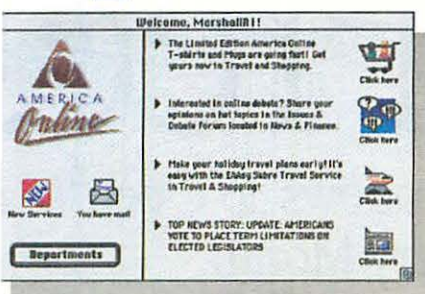 Welcome, MarshallR1!
AMERICA
Online
New Services
You have mail
Departments
The Limited Edition America Online
T-shirts and Mugs are going fast! Get
yours now in Travel and Shopping.
Click here
Interested in online debate? Share your
opinions on hot topics in the Issues &
Debate Forum located in News & Finance.
Click here
Make your holiday travel plans early! It's
easy with the EAAsy Sabre Travel Service
in Travel & Shopping!
Click here
TOP NEWS STORY: UPDATE: AMERICANS
VOTE TO PLACE TERM LIMITATIONS ON
ELECTED LEGISLATORS
Click here